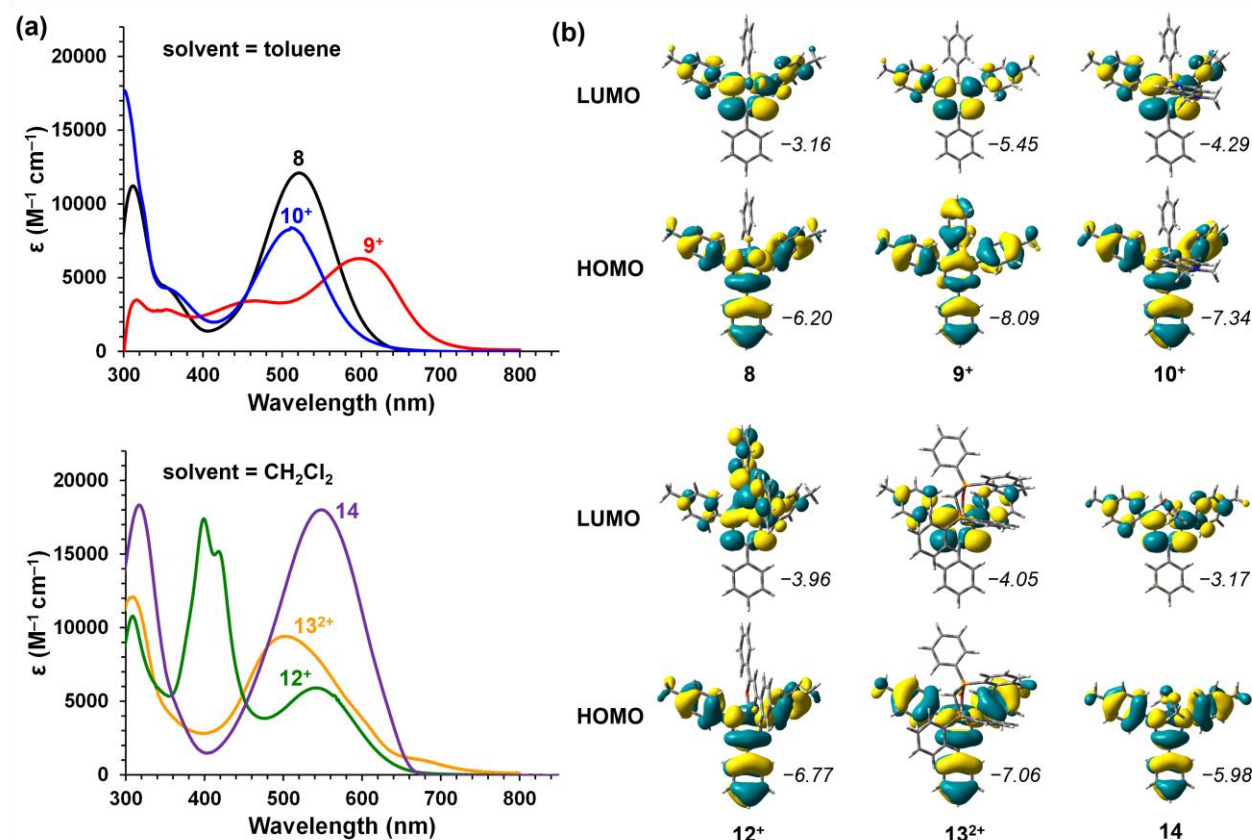 (a)
solvent = toluene
20000
15000
10000
5000
0
ε (M⁻¹ cm⁻¹)
8
10⁺
9⁺
300 400 500 600 700 800
Wavelength (nm)
solvent = CH₂Cl₂
20000
15000
10000
5000
0
ε (M⁻¹ cm⁻¹)
14
13²⁺
12⁺
300 400 500 600 700 800
Wavelength (nm)
(b)
LUMO
−3.16 −5.45 −4.29
HOMO
−6.20 −8.09 −7.34
8 9⁺ 10⁺
LUMO
−3.96 −4.05 −3.17
HOMO
−6.77 −7.06 −5.98
12⁺ 13²⁺ 14